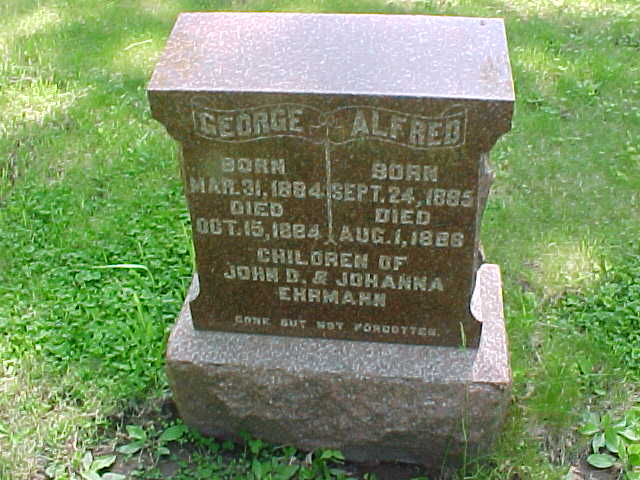 GEORGE ALFRED
BORN BORN
MAR. 31, 1884. SEPT. 24, 1885
DIED DIED
OCT. 15, 1884. AUG. 1, 1886
CHILDREN OF
JOHN D. & JOHANNA
EHRMANN
GONE BUT NOT FORGOTTEN.